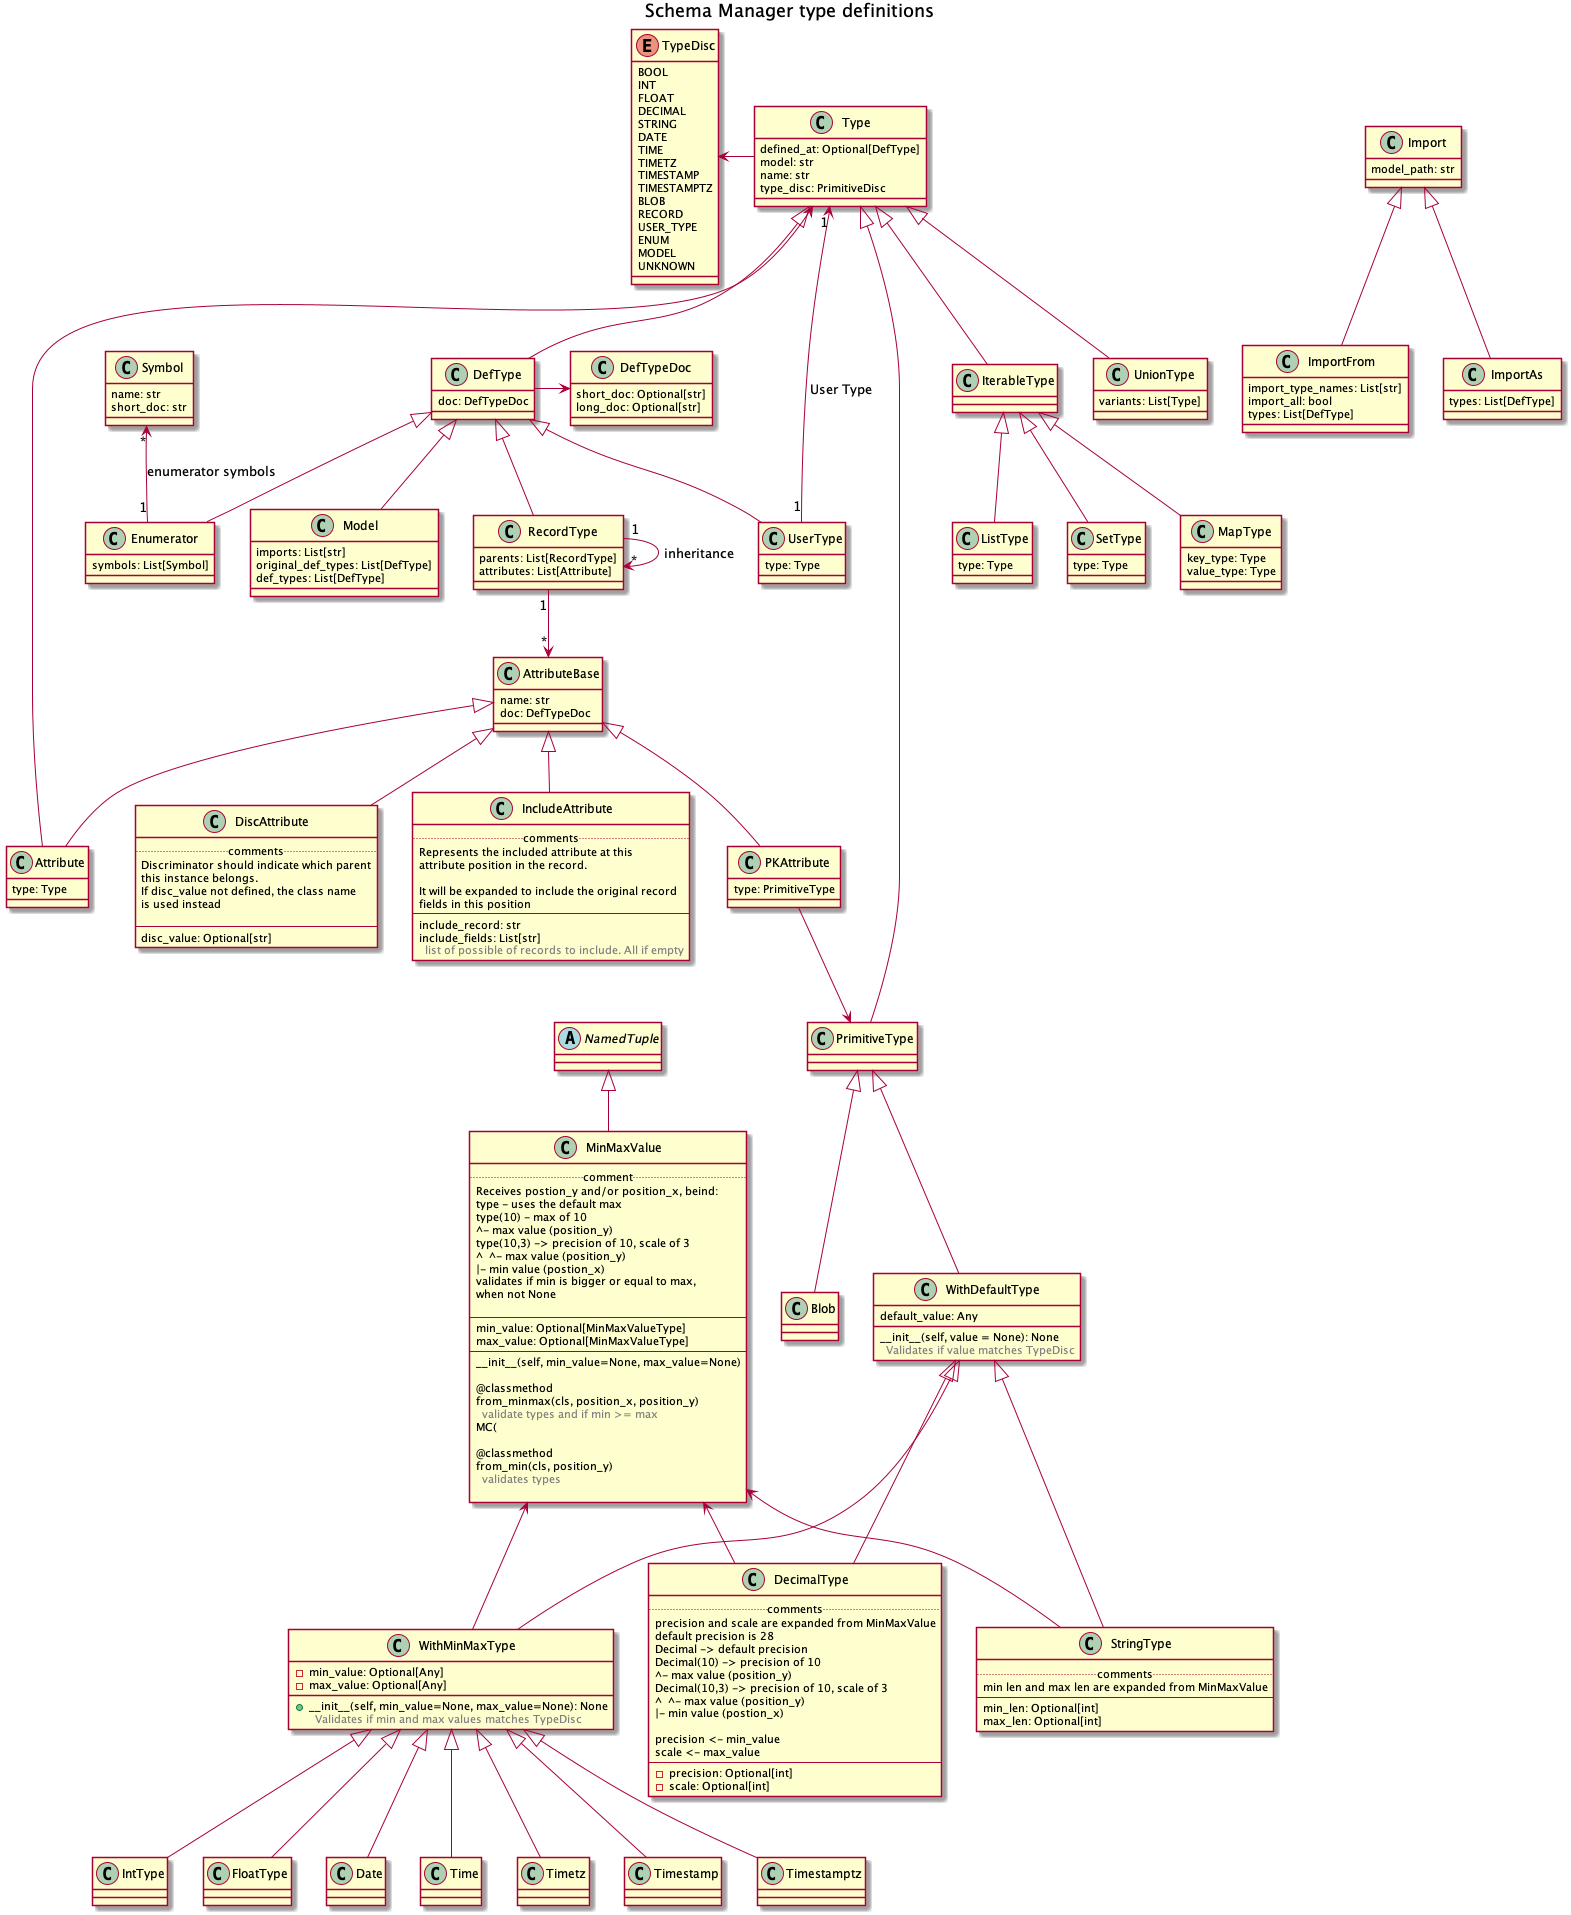 Schema Manager type definitions
E TypeDisc
BOOL
INT
FLOAT
DECIMAL
STRING
DATE
TIME
TIMETZ
TIMESTAMP
TIMESTAMPTZ
BLOB
RECORD
USER_TYPE
ENUM
MODEL
UNKNOWN
C Type
defined_at: Optional[DefType]
model: str
name: str
type_disc: PrimitiveDisc
C Import
model_path: str
1
C Symbol
name: str
short_doc: str
C DefType
doc: DefTypeDoc
C DefTypeDoc
short_doc: Optional[str]
long_doc: Optional[str]
User Type
C IterableType
C UnionType
variants: List[Type]
C ImportFrom
import_type_names: List[str]
import_all: bool
types: List[DefType]
C ImportAs
types: List[DefType]
*
enumerator symbols
1
C Enumerator
symbols: List[Symbol]
C Model
imports: List[str]
original_def_types: List[DefType]
def_types: List[DefType]
C RecordType
parents: List[RecordType]
attributes: List[Attribute]
1
* inheritance
1
C UserType
type: Type
C ListType
type: Type
C SetType
type: Type
C MapType
key_type: Type
value_type: Type
1
*
C AttributeBase
name: str
doc: DefTypeDoc
C Attribute
type: Type
C DiscAttribute
comments
Discriminator should indicate which parent
this instance belongs.
If disc_value not defined, the class name
is used instead
disc_value: Optional[str]
C IncludeAttribute
comments
Represents the included attribute at this
attribute position in the record.
It will be expanded to include the original record
fields in this position
include_record: str
include_fields: List[str]
list of possible of records to include. All if empty
C PKAttribute
type: PrimitiveType
A NamedTuple
C PrimitiveType
C MinMaxValue
comment
Receives postion_y and/or position_x, beind:
type - uses the default max
type(10) - max of 10
^- max value (position_y)
type(10,3) -> precision of 10, scale of 3
^ ^- max value (position_y)
|- min value (postion_x)
validates if min is bigger or equal to max,
when not None
min_value: Optional[MinMaxValueType]
max_value: Optional[MinMaxValueType]
__init__(self, min_value=None, max_value=None)
@classmethod
from_minmax(cls, position_x, position_y)
validate types and if min >= max
MC(
@classmethod
from_min(cls, position_y)
validates types
C Blob
C WithDefaultType
default_value: Any
__init__(self, value = None): None
Validates if value matches TypeDisc
C WithMinMaxType
min_value: Optional[Any]
max_value: Optional[Any]
__init__(self, min_value=None, max_value=None): None
Validates if min and max values matches TypeDisc
C DecimalType
comments
precision and scale are expanded from MinMaxValue
default precision is 28
Decimal -> default precision
Decimal(10) -> precision of 10
^- max value (position_y)
Decimal(10,3) -> precision of 10, scale of 3
^ ^- max value (position_y)
|- min value (postion_x)
precision <- min_value
scale <- max_value
precision: Optional[int]
scale: Optional[int]
C StringType
comments
min len and max len are expanded from MinMaxValue
min_len: Optional[int]
max_len: Optional[int]
C IntType
C FloatType
C Date
C Time
C Timetz
C Timestamp
C Timestamptz